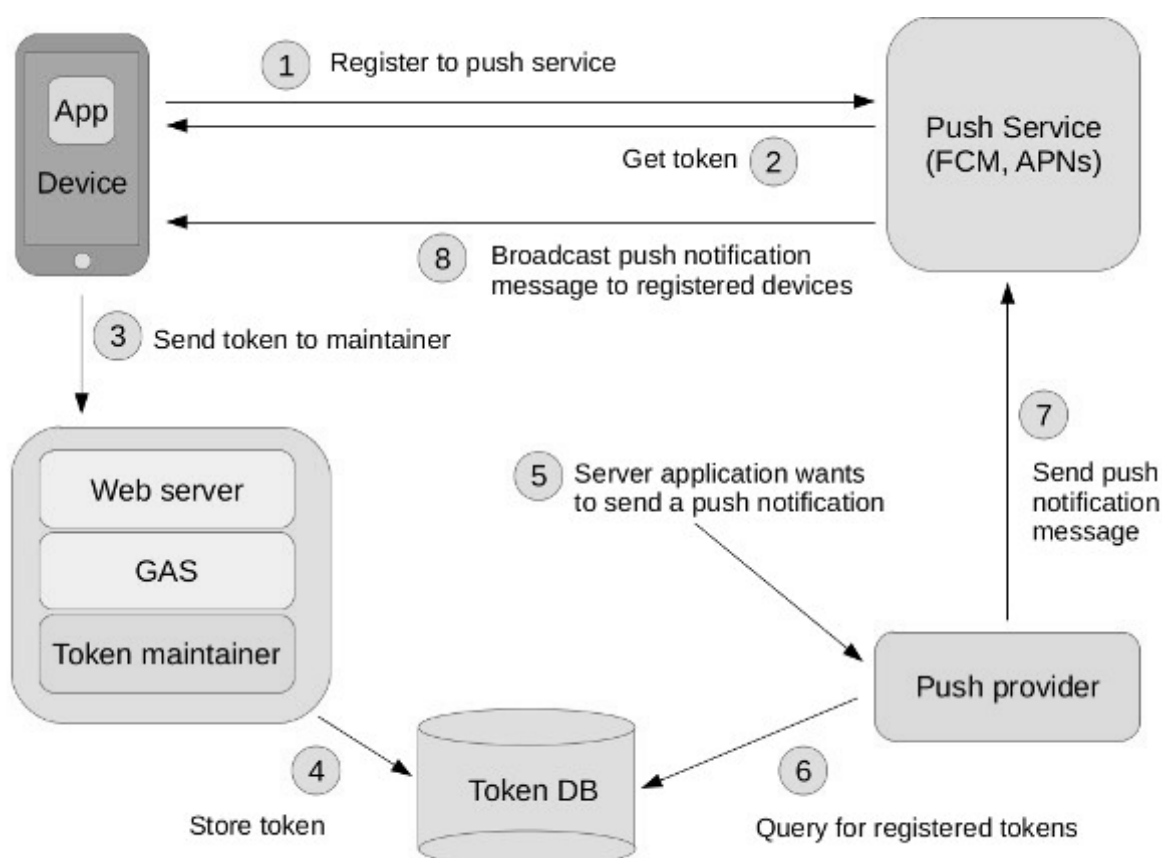 1
Register to push service
App
Device
Push Service
(FCM, APNs)
Get token
2
8
Broadcast push notification
message to registered devices
3
Send token to maintainer
7
Send push
notification
message
5
Server application wants
to send a push notification
Web server
GAS
Token maintainer
Push provider
4
Store token
Token DB
6
Query for registered tokens